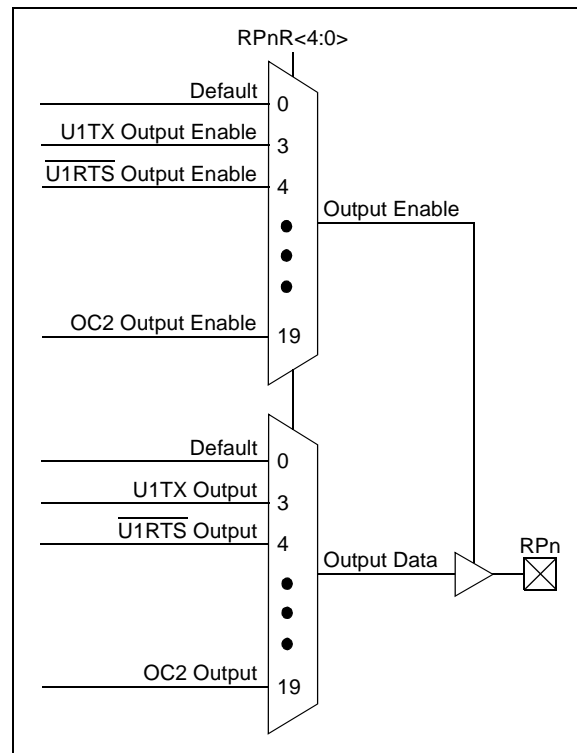 RPnR<4:0>
Default
0
U1TX Output Enable
3
U1RTS Output Enable
4
Output Enable
OC2 Output Enable
19
Default
0
U1TX Output
3
U1RTS Output
4
Output Data
RPn
OC2 Output
19